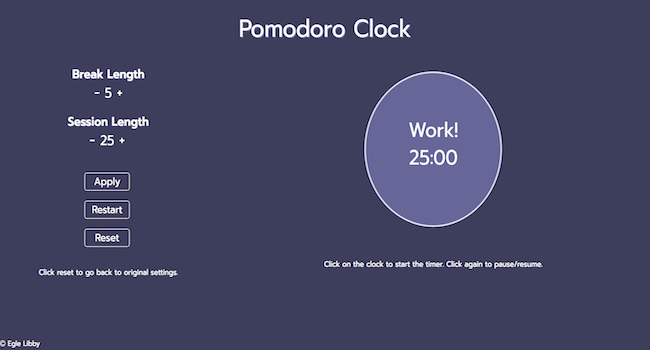 Pomodoro Clock
Break Length
- 5 +
Session Length
- 25 +
Apply
Restart
Reset
Click reset to go back to original settings.
Work!
25:00
Click on the clock to start the timer. Click again to pause/resume.
© Egle Libby